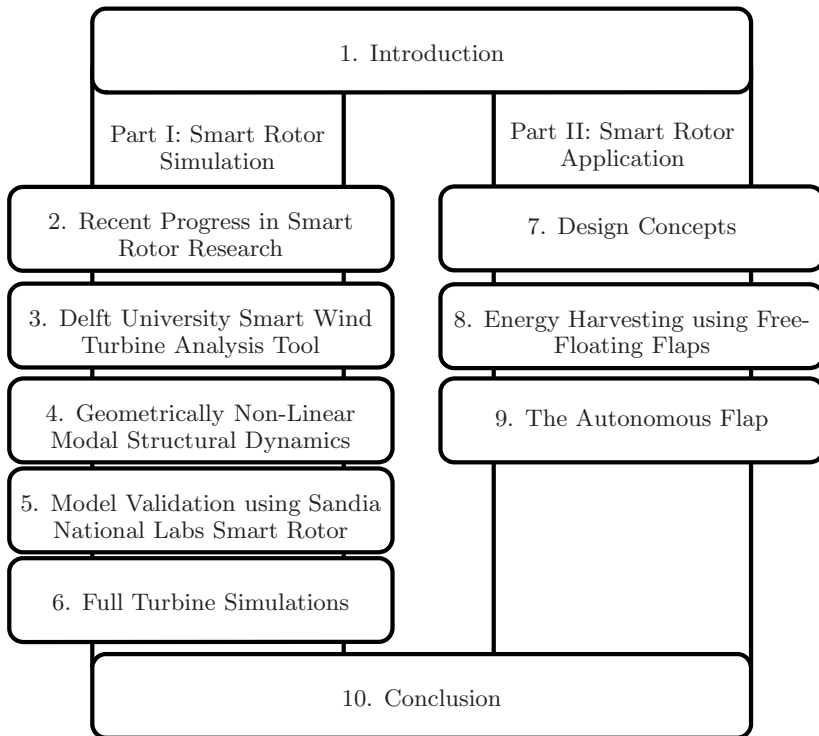 1. Introduction
Part I: Smart Rotor
Simulation
2. Recent Progress in Smart
Rotor Research
3. Delft University Smart Wind
Turbine Analysis Tool
4. Geometrically Non-Linear
Modal Structural Dynamics
5. Model Validation using Sandia
National Labs Smart Rotor
6. Full Turbine Simulations
Part II: Smart Rotor
Application
7. Design Concepts
8. Energy Harvesting using Free-
Floating Flaps
9. The Autonomous Flap
10. Conclusion